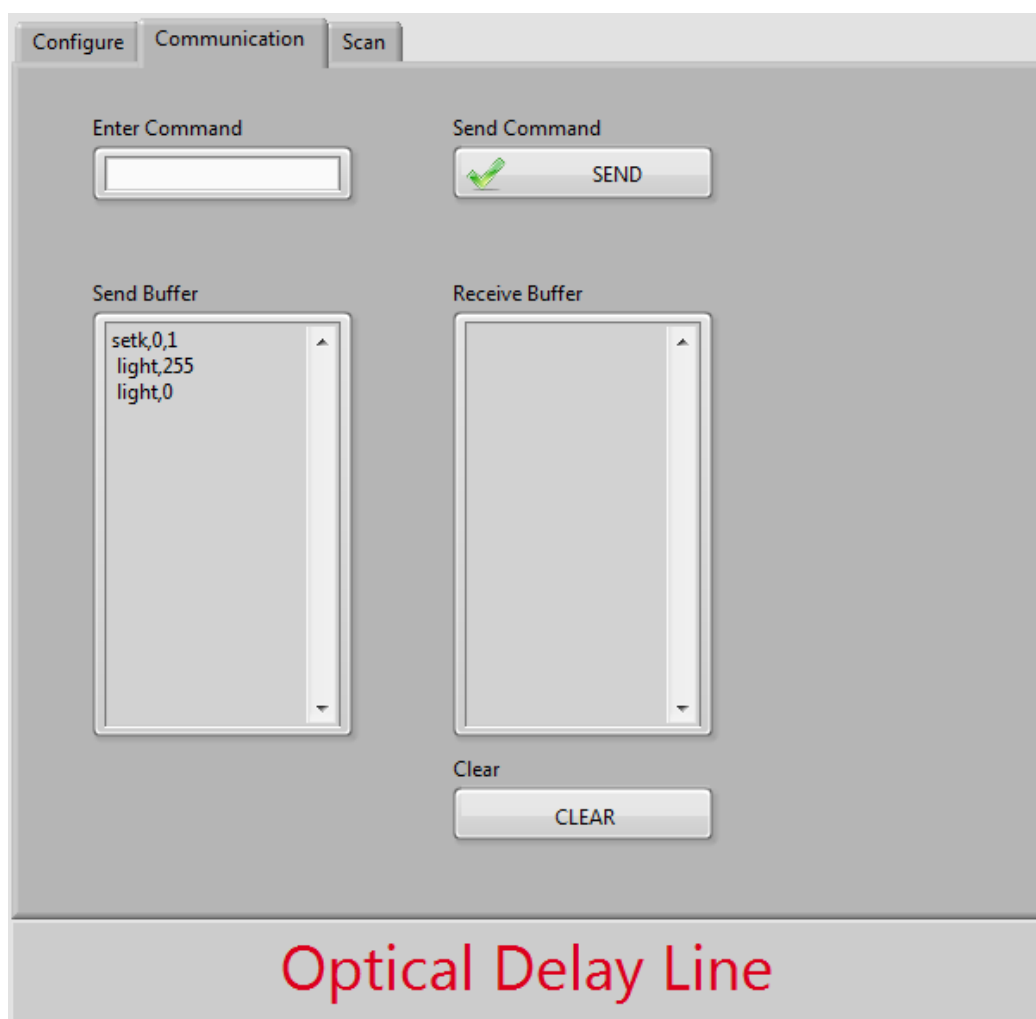 Configure Communication Scan
Enter Command
Send Command
SEND
Send Buffer
setk,0,1
light,255
light,0
Receive Buffer
Clear
CLEAR
Optical Delay Line